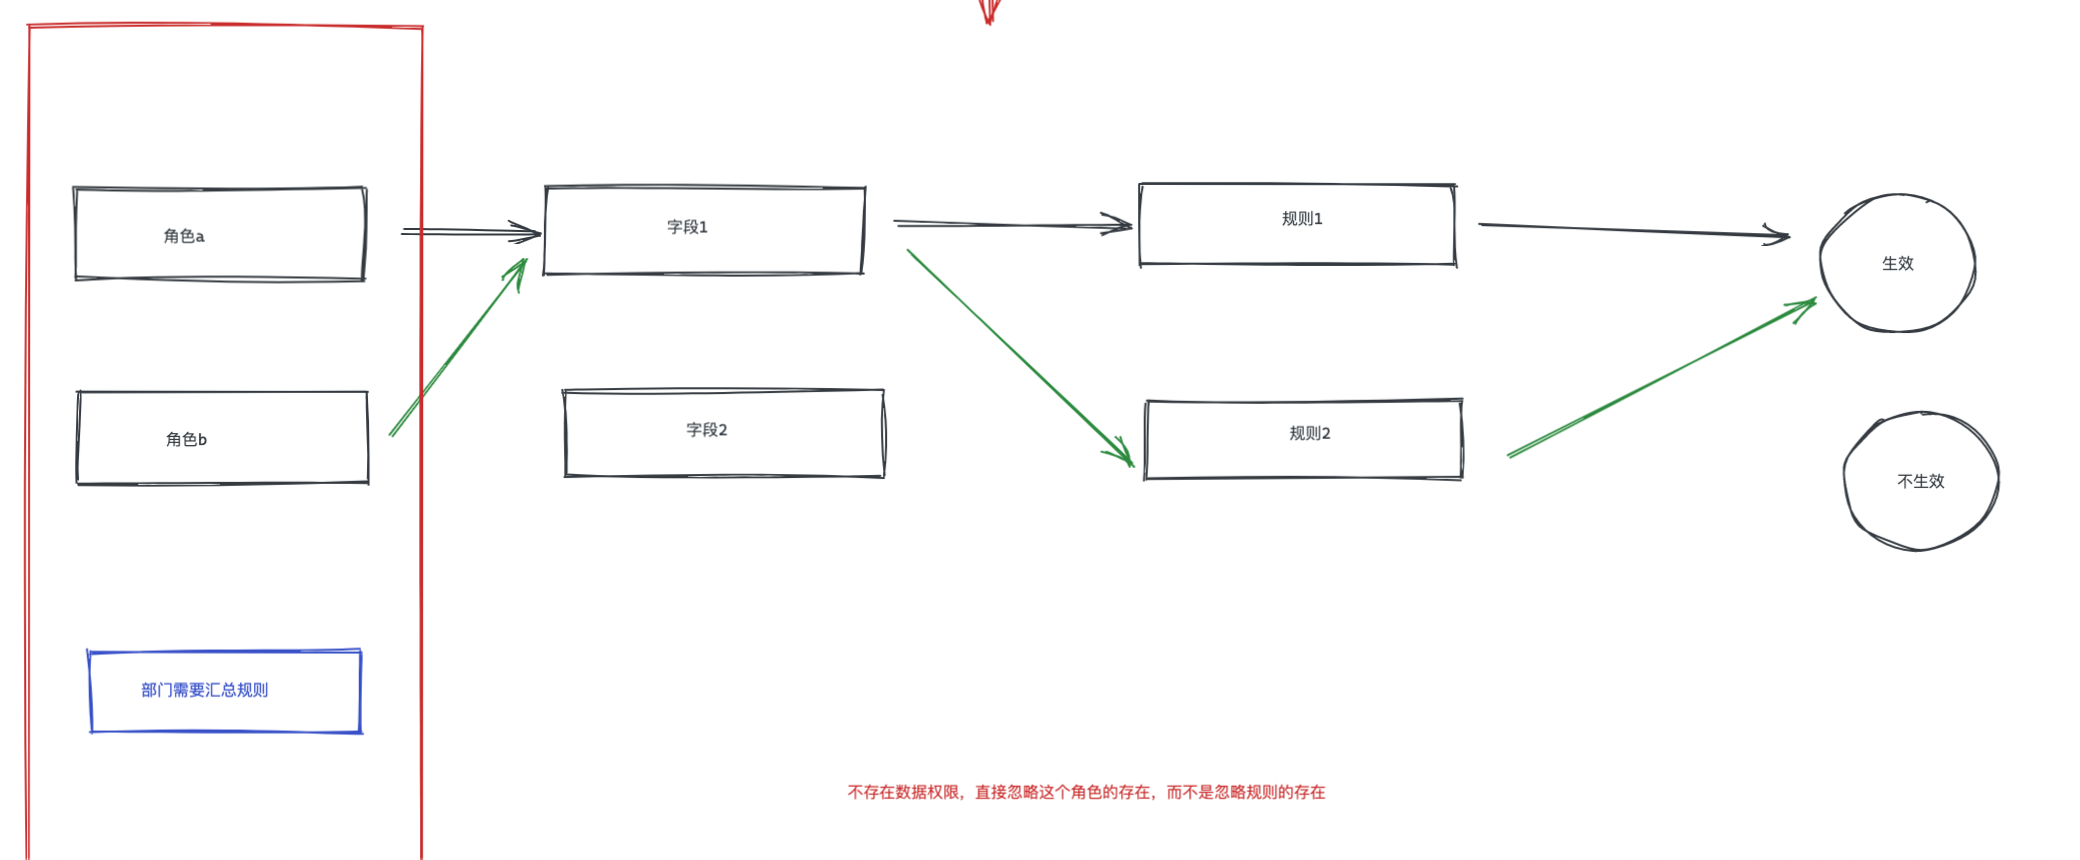 角色a
字段1
规则1
生效
角色b
字段2
规则2
不生效
部门需要汇总规则
不存在数据权限，直接忽略这个角色的存在，而不是忽略规则的存在